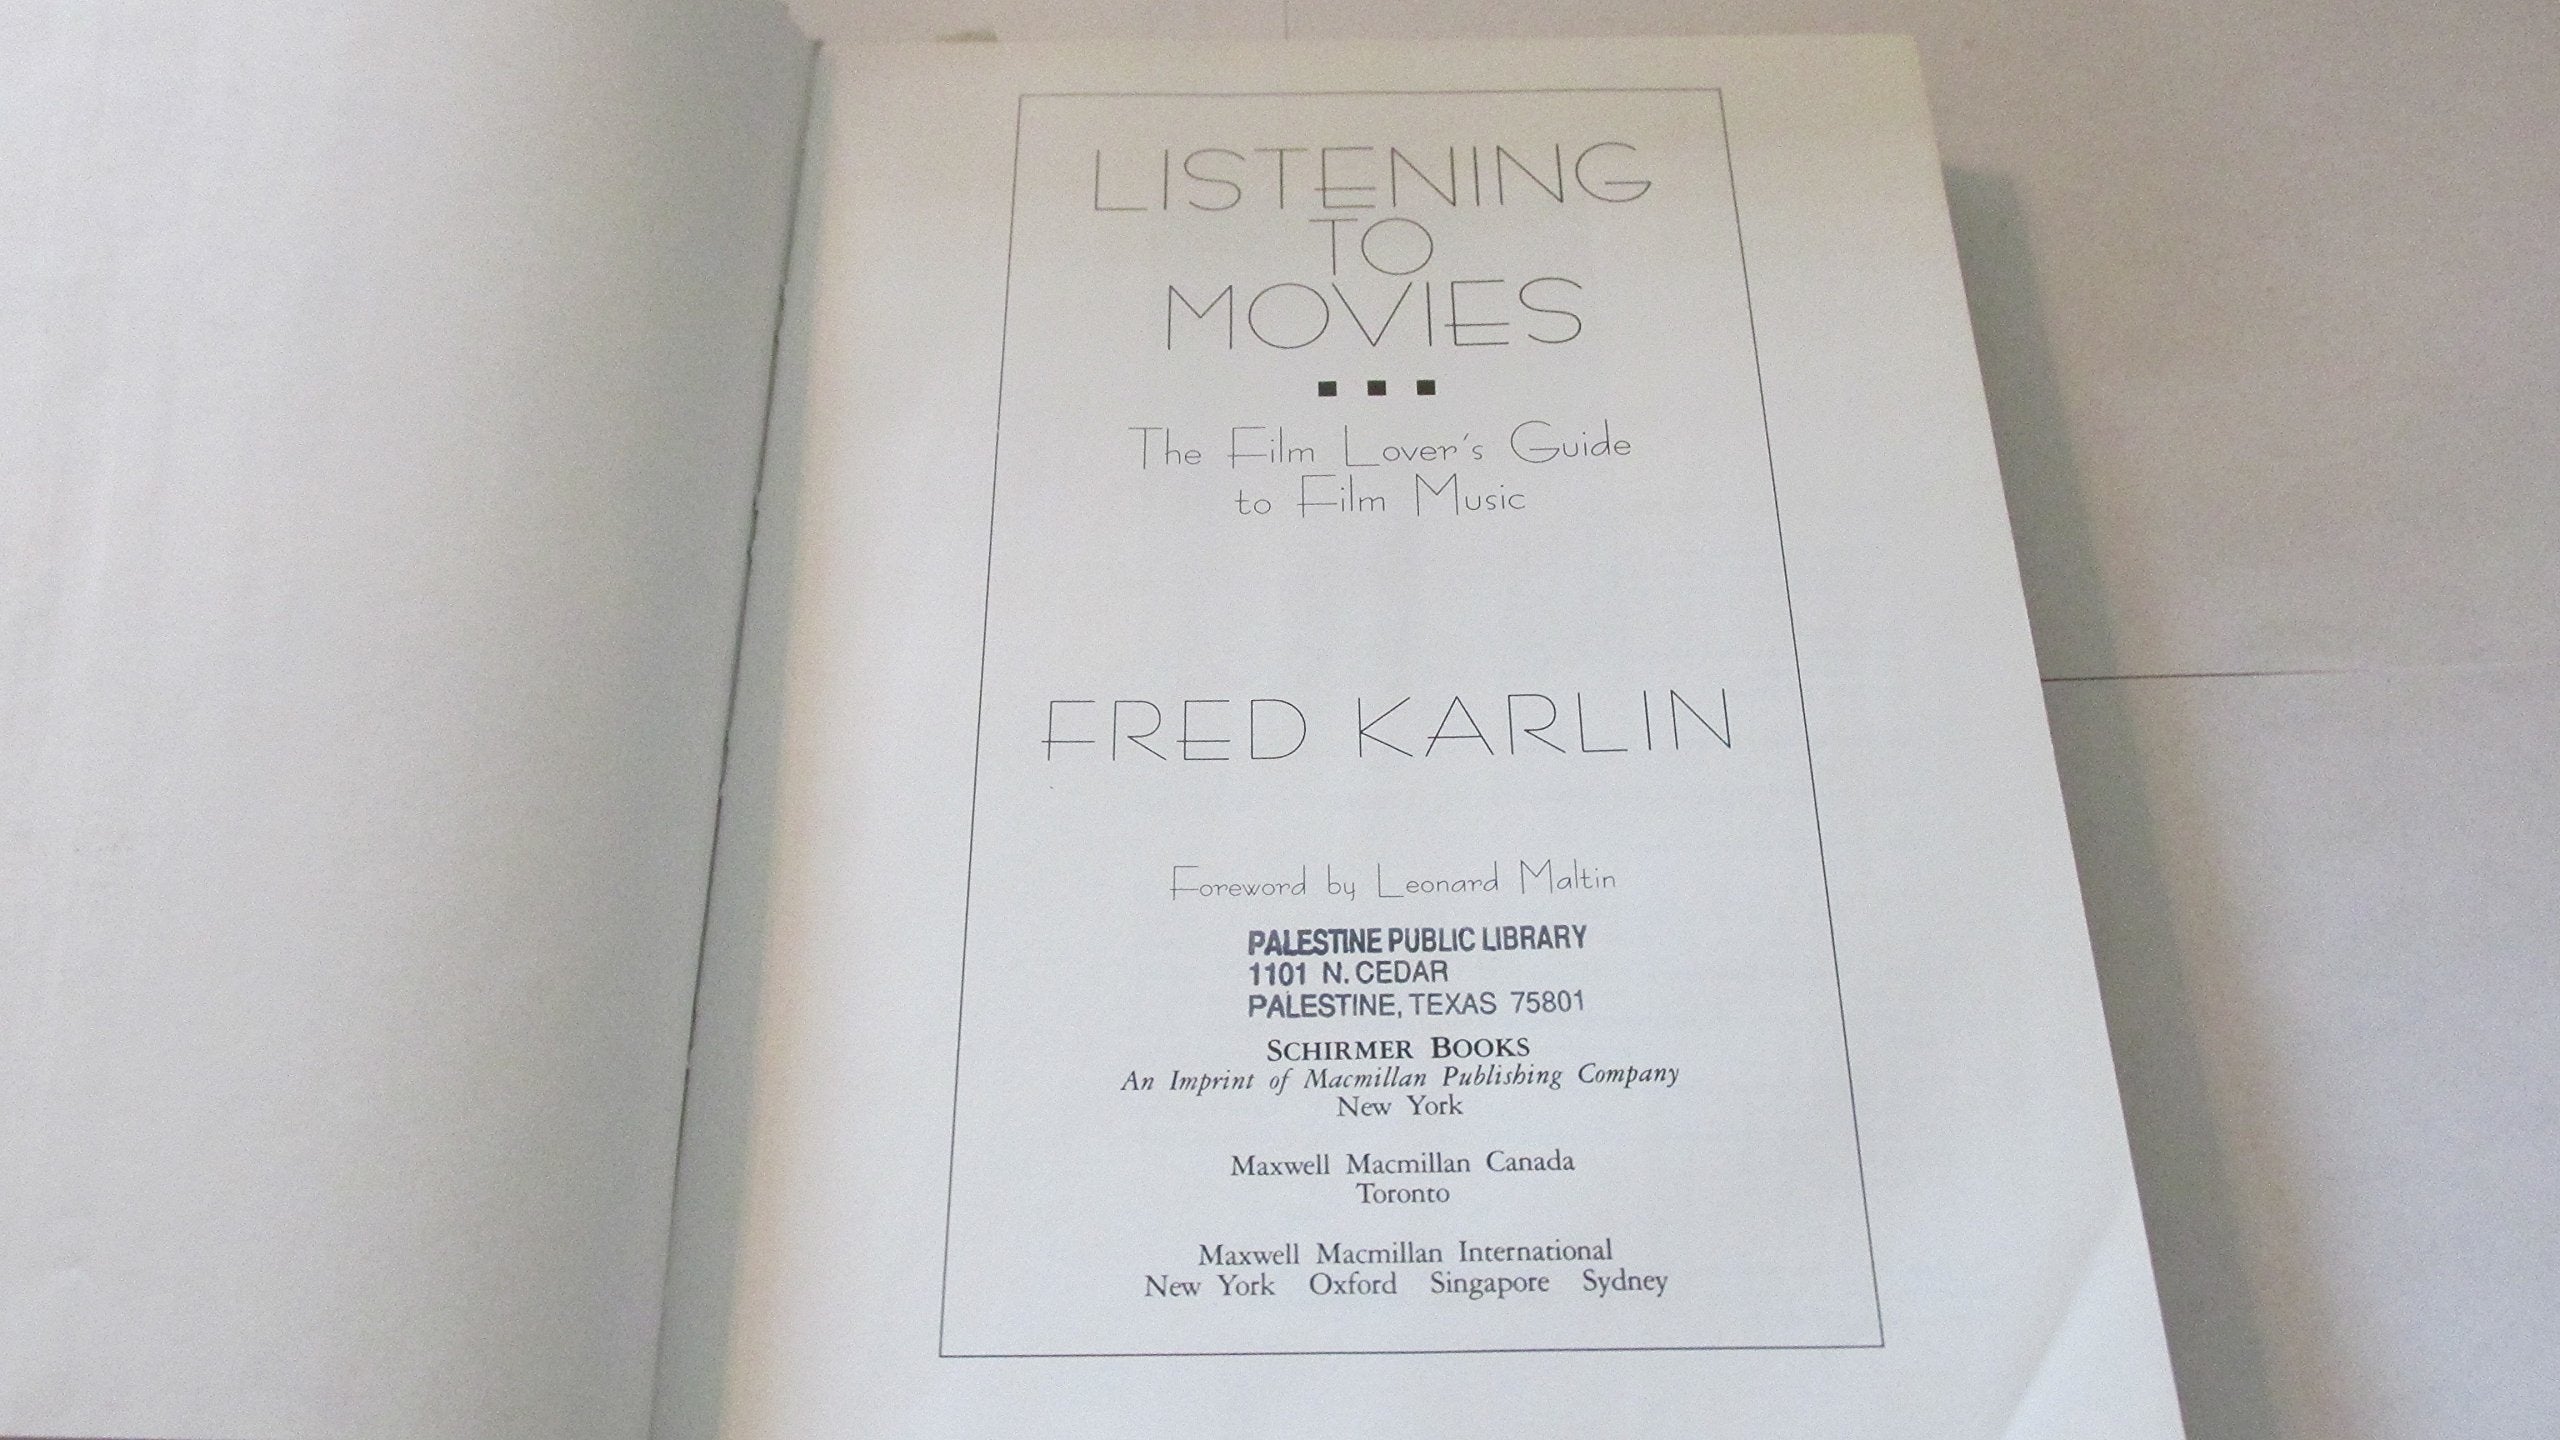 LISTENING
TO
MOVIES
The Film Lover's Guide
to Film Music
FRED KARLIN
Foreword by Leonard Maltin
PALESTINE PUBLIC LIBRARY
1101 N. CEDAR
PALESTINE, TEXAS 75801
SCHIRMER BOOKS
An Imprint of Macmillan Publishing Company
New York
Maxwell Macmillan Canada
Toronto
Maxwell Macmillan International
New York Oxford Singapore Sydney